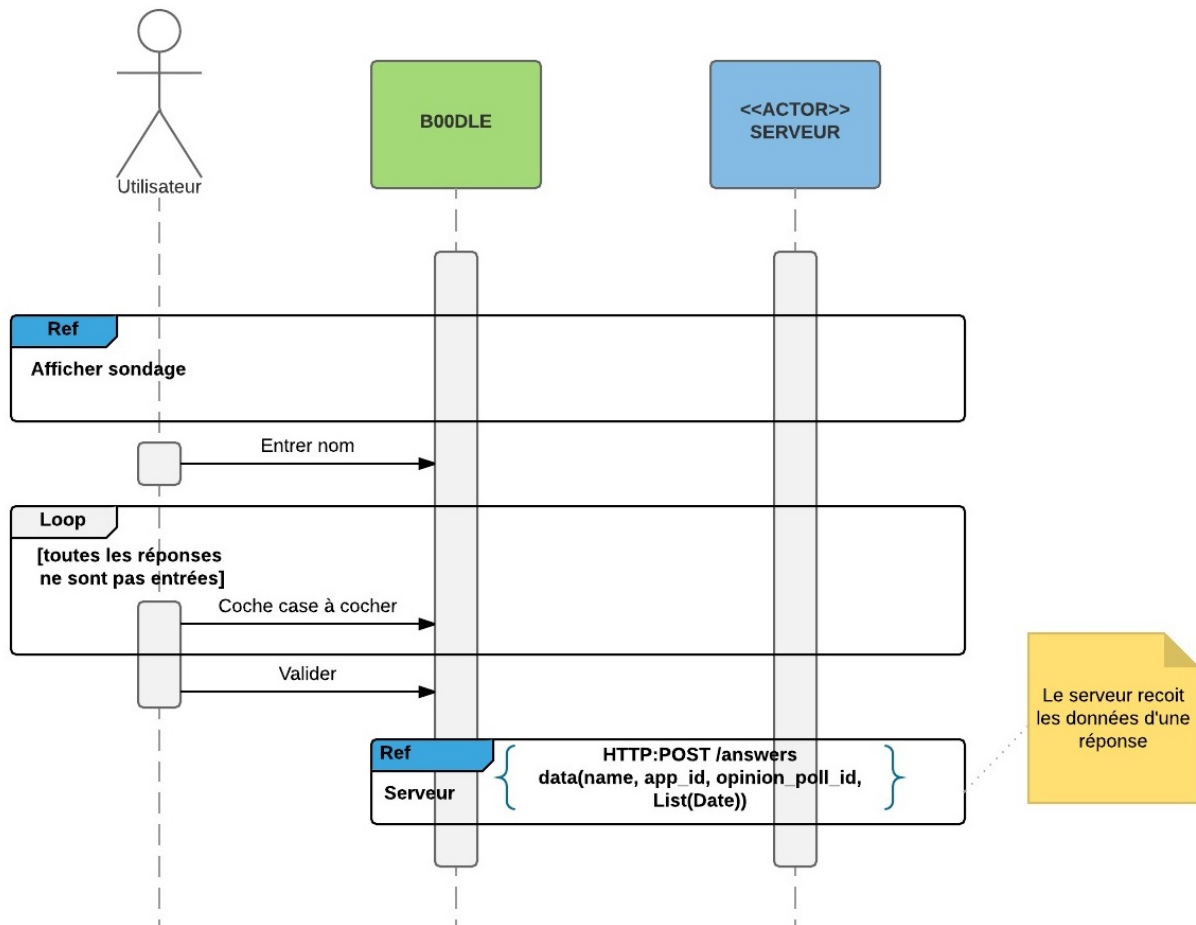 Utilisateur
B00DLE
<<ACTOR>>
SERVEUR
Ref
Afficher sondage
Entrer nom
Loop
[toutes les réponses
ne sont pas entrées]
Coche case à cocher
Valider
Ref
Serveur
HTTP:POST /answers
data(name, app_id, opinion_poll_id,
List(Date))
Le serveur recoit
les données d'une
réponse